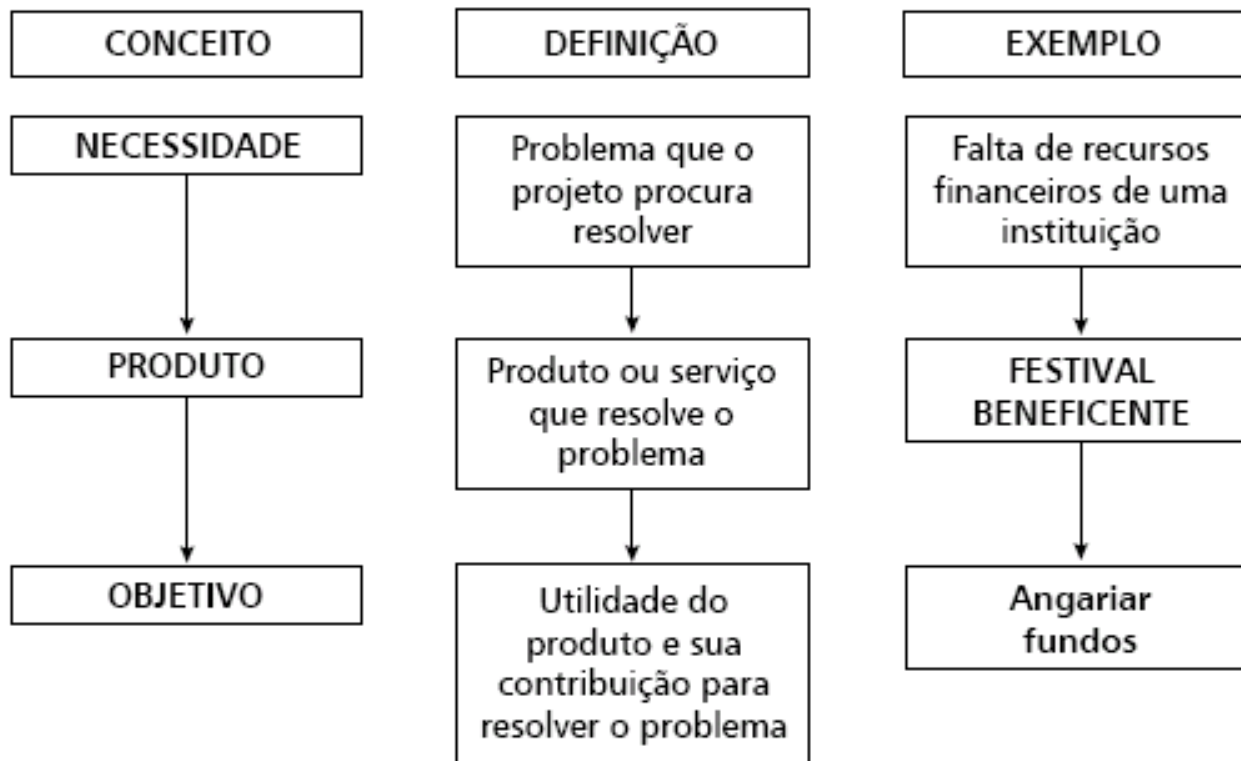 CONCEITO
DEFINIÇÃO
EXEMPLO
NECESSIDADE
Problema que o
projeto procura
resolver
Falta de recursos
financeiros de uma
instituição
PRODUTO
Produto ou serviço
que resolve o
problema
FESTIVAL
BENEFICENTE
OBJETIVO
Utilidade do
produto e sua
contribuição para
resolver o problema
Angariar
fundos